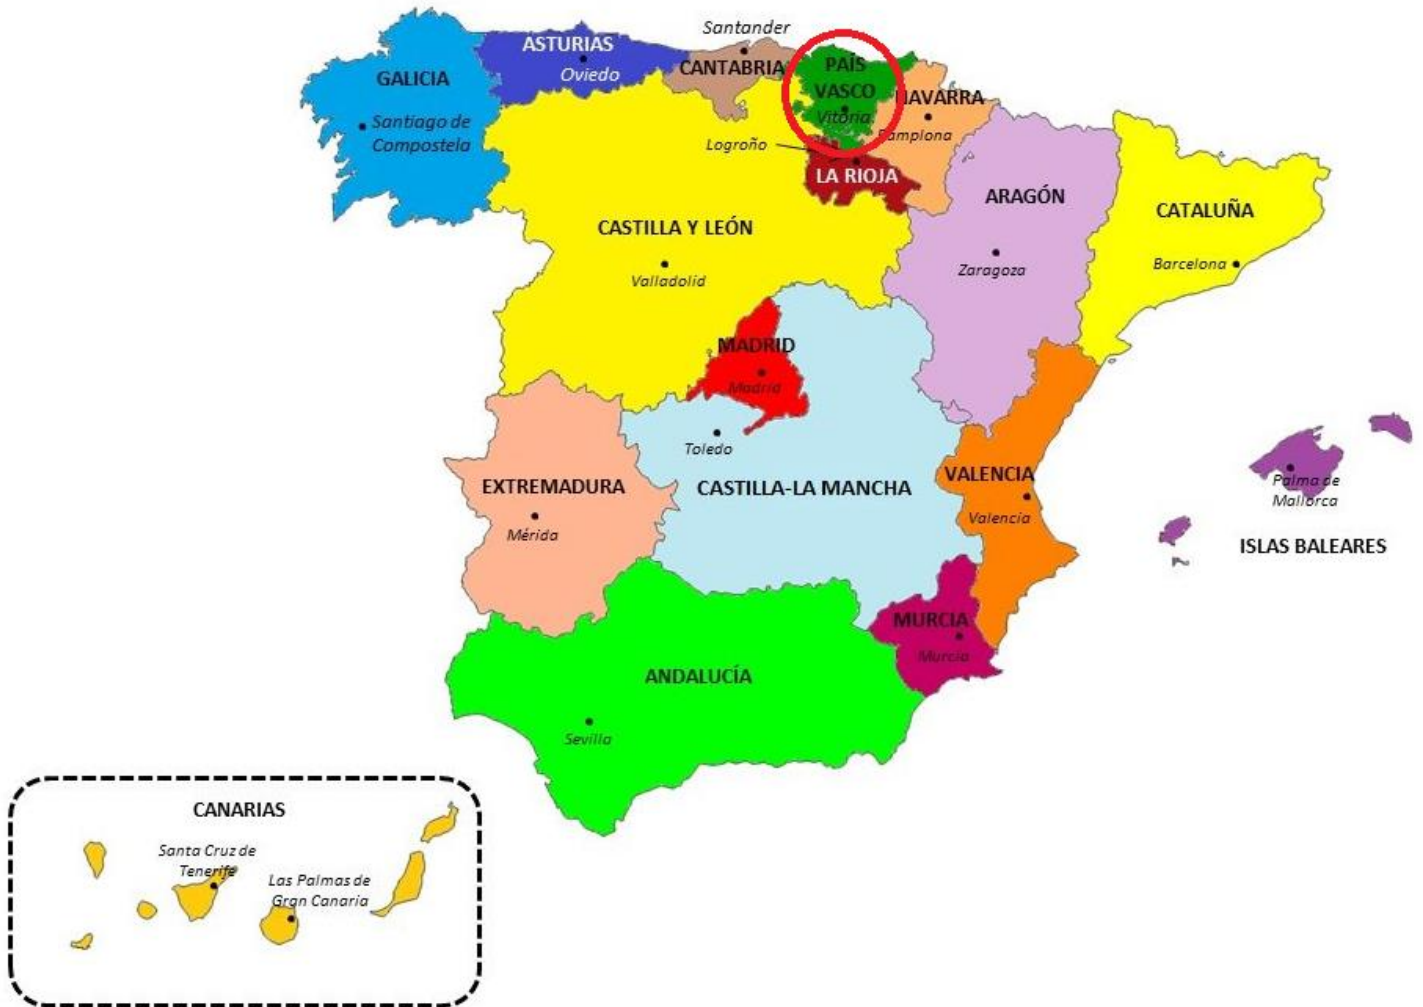 Santander
ASTURIAS
Oviedo
CANTABRIA
PAÍS
VASCO
Vitoria
GALICIA
Santiago de
Compostela
NAVARRA
Pamplona
Logroño
LA RIOJA
ARAGÓN
Zaragoza
CATALUÑA
Barcelona
CASTILLA Y LEÓN
Valladolid
MADRID
Madrid
Toledo
CASTILLA-LA MANCHA
EXTREMADURA
Mérida
VALENCIA
Valencia
Palma de
Mallorca
ISLAS BALEARES
MURCIA
Murcia
ANDALUCÍA
Sevilla
CANARIAS
Santa Cruz de
Tenerife
Las Palmas de
Gran Canaria